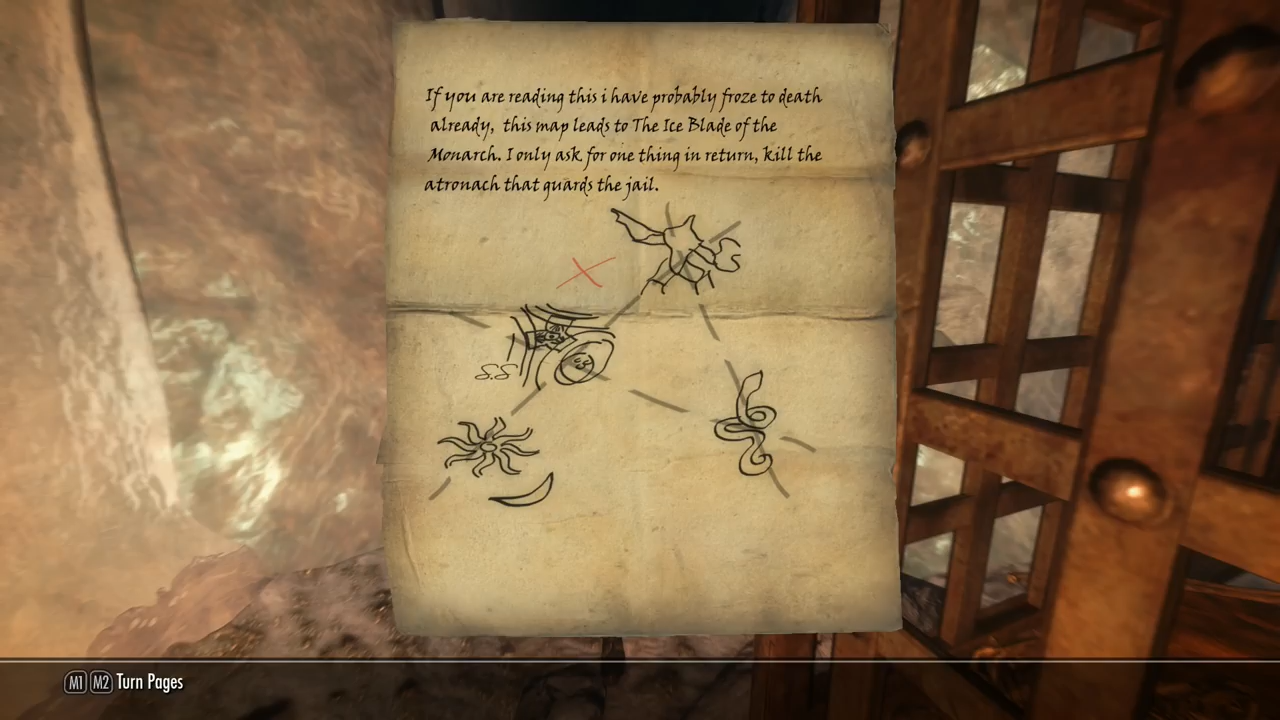 If you are reading this i have probably froze to death
already, this map leads to The Ice Blade of the
Monarch. I only ask for one thing in return, kill the
atronach that guards the jail.
S.S
M1 M2 Turn Pages